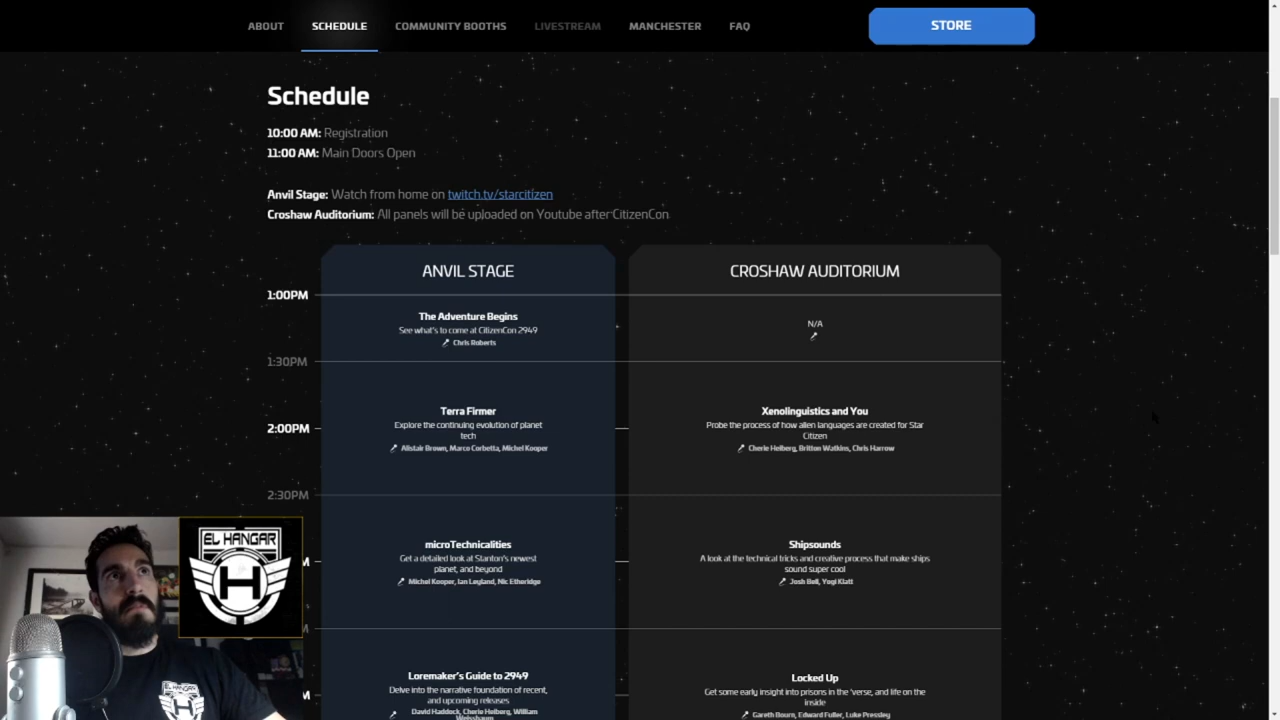 ABOUT
SCHEDULE
COMMUNITY BOOTHS
LIVESTREAM
MANCHESTER
FAQ
STORE
Schedule
10:00 AM: Registration
11:00 AM: Main Doors Open
Anvil Stage: Watch from home on twitch.tv/starcitizen
Croshaw Auditorium: All panels will be uploaded on Youtube after CitizenCon
ANVIL STAGE
CROSHAW AUDITORIUM
1:00PM
The Adventure Begins
See what's to come at CitizenCon 2949
Chris Roberts
N/A
1:30PM
Terra Firmer
Explore the continuing evolution of planet
tech
Alistair Brown, Marco Corbetta, Michel Kooper
2:00PM
Xenolinguistics and You
Probe the process of how alien languages are created for Star
Citizen
Cherie Heiberg, Britton Watkins, Chris Harrow
2:30PM
microTechnicalities
Get a detailed look at Stanton's newest
planet, and beyond
Michel Kooper, Ian Leyland, Nic Etheridge
Shipsounds
A look at the technical tricks and creative process that make ships
sound super cool
Josh Bell, Yogi Klatt
Loremaker's Guide to 2949
Delve into the narrative foundation of recent,
and upcoming releases
David Haddock, Cherie Heiberg, William
Weissbaum
Locked Up
Get some early insight into prisons in the 'verse, and life on the
inside
Gareth Bourn, Edward Fuller, Luke Pressley
EL HANGAR
H